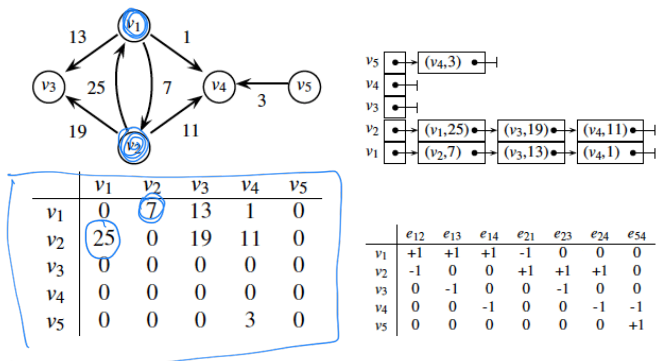 v1
13 1
v3 25 7 v4 v5
3
19 11
v2
v5 (v4,3)
v4
v3
v2 (v1,25) (v3,19) (v4,11)
v1 (v2,7) (v3,13) (v4,1)
v1 v2 v3 v4 v5
v1 0 7 13 1 0
v2 25 0 19 11 0
v3 0 0 0 0 0
v4 0 0 0 0 0
v5 0 0 0 3 0
e12 e13 e14 e21 e23 e24 e54
v1 +1 +1 +1 -1 0 0 0
v2 -1 0 0 +1 +1 +1 0
v3 0 -1 0 0 -1 0 0
v4 0 0 -1 0 0 -1 -1
v5 0 0 0 0 0 0 +1